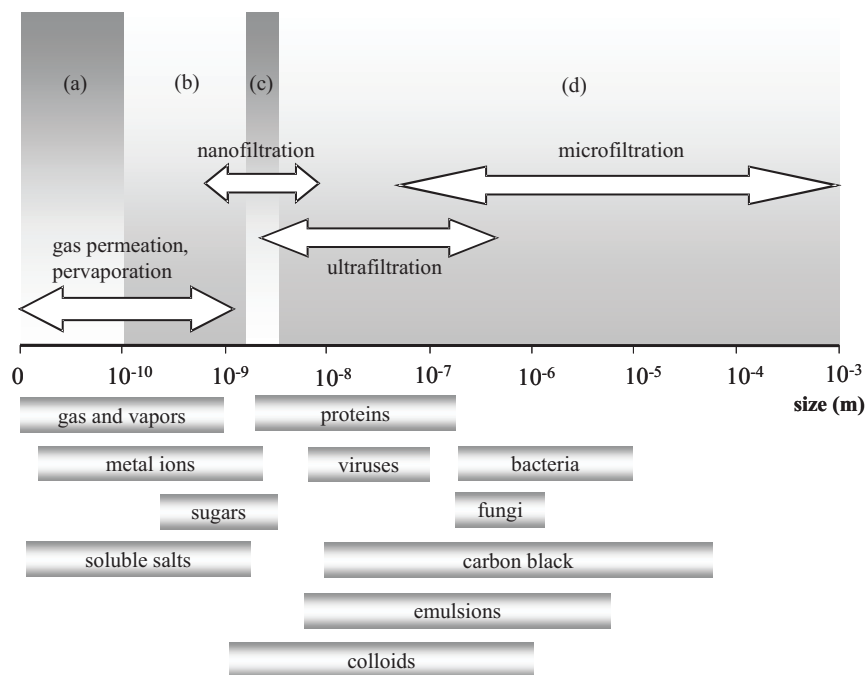 (a)
(b)
(c)
(d)
nanofiltration
microfiltration
gas permeation,
pervaporation
ultrafiltration
0
10-10
10-9
10-8
10-7
10-6
10-5
10-4
10-3
size (m)
gas and vapors
proteins
metal ions
viruses
bacteria
sugars
fungi
soluble salts
carbon black
emulsions
colloids